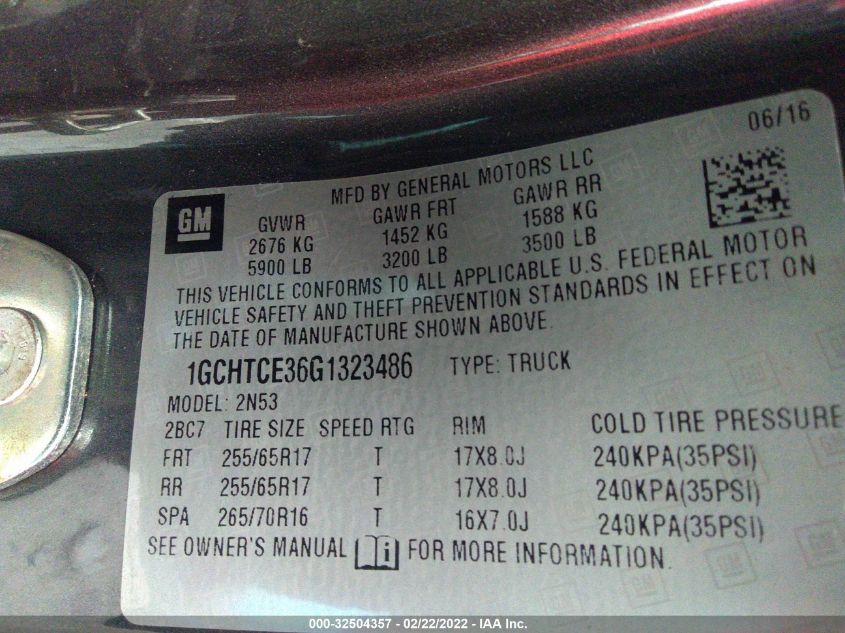 06/16
GM
MFD BY GENERAL MOTORS LLC
GVWR GAWR FRT GAWR RR
2676 KG 1452 KG 1588 KG
5900 LB 3200 LB 3500 LB
THIS VEHICLE CONFORMS TO ALL APPLICABLE U.S. FEDERAL MOTOR
VEHICLE SAFETY AND THEFT PREVENTION STANDARDS IN EFFECT ON
THE DATE OF MANUFACTURE SHOWN ABOVE.
1GCHTCE36G1323486 TYPE: TRUCK
MODEL: 2N53
2BC7 TIRE SIZE SPEED RTG RIM COLD TIRE PRESSURE
FRT 255/65R17 T 17X8.0J 240KPA(35PSI)
RR 255/65R17 T 17X8.0J 240KPA(35PSI)
SPA 265/70R16 T 16X7.0J 240KPA(35PSI)
SEE OWNER'S MANUAL i FOR MORE INFORMATION.
000-32504357 - 02/22/2022 - IAA Inc.